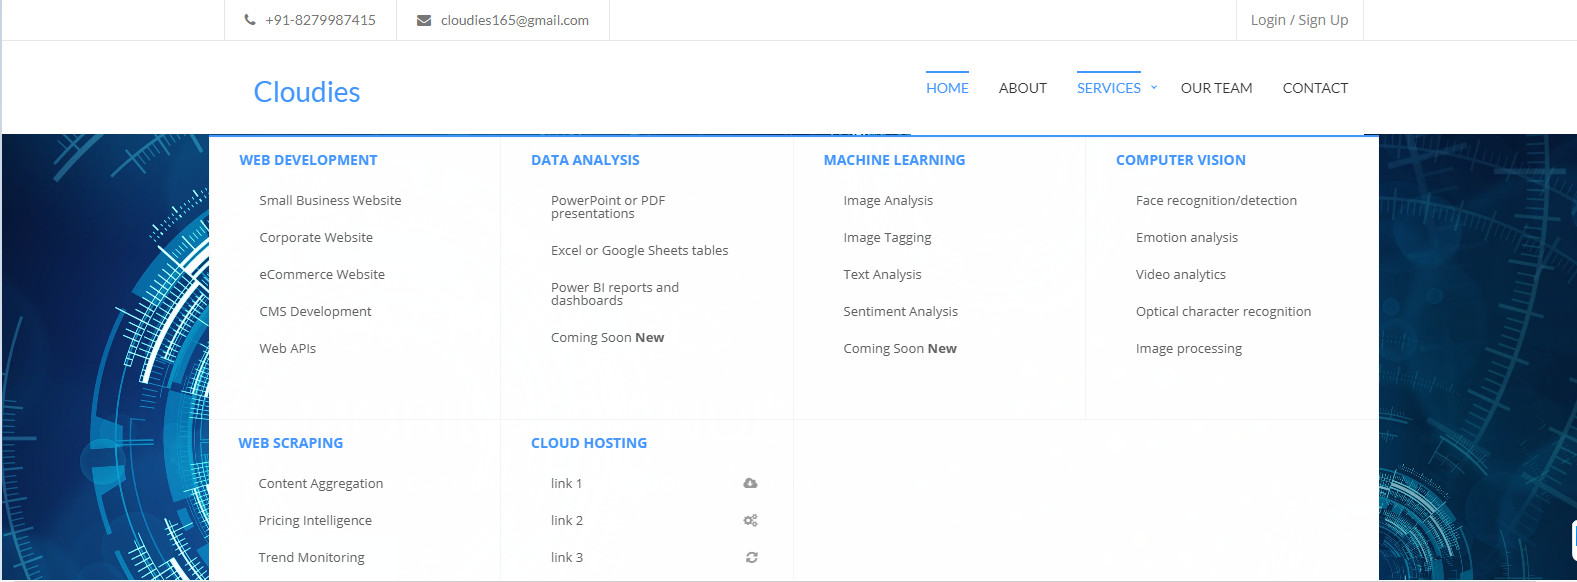 +91-8279987415
cloudies165@gmail.com
Login / Sign Up
Cloudies
HOME
ABOUT
SERVICES
OUR TEAM
CONTACT
WEB DEVELOPMENT
Small Business Website
Corporate Website
eCommerce Website
CMS Development
Web APIs
DATA ANALYSIS
PowerPoint or PDF
presentations
Excel or Google Sheets tables
Power BI reports and
dashboards
Coming Soon New
MACHINE LEARNING
Image Analysis
Image Tagging
Text Analysis
Sentiment Analysis
Coming Soon New
COMPUTER VISION
Face recognition/detection
Emotion analysis
Video analytics
Optical character recognition
Image processing
WEB SCRAPING
Content Aggregation
Pricing Intelligence
Trend Monitoring
CLOUD HOSTING
link 1
link 2
link 3